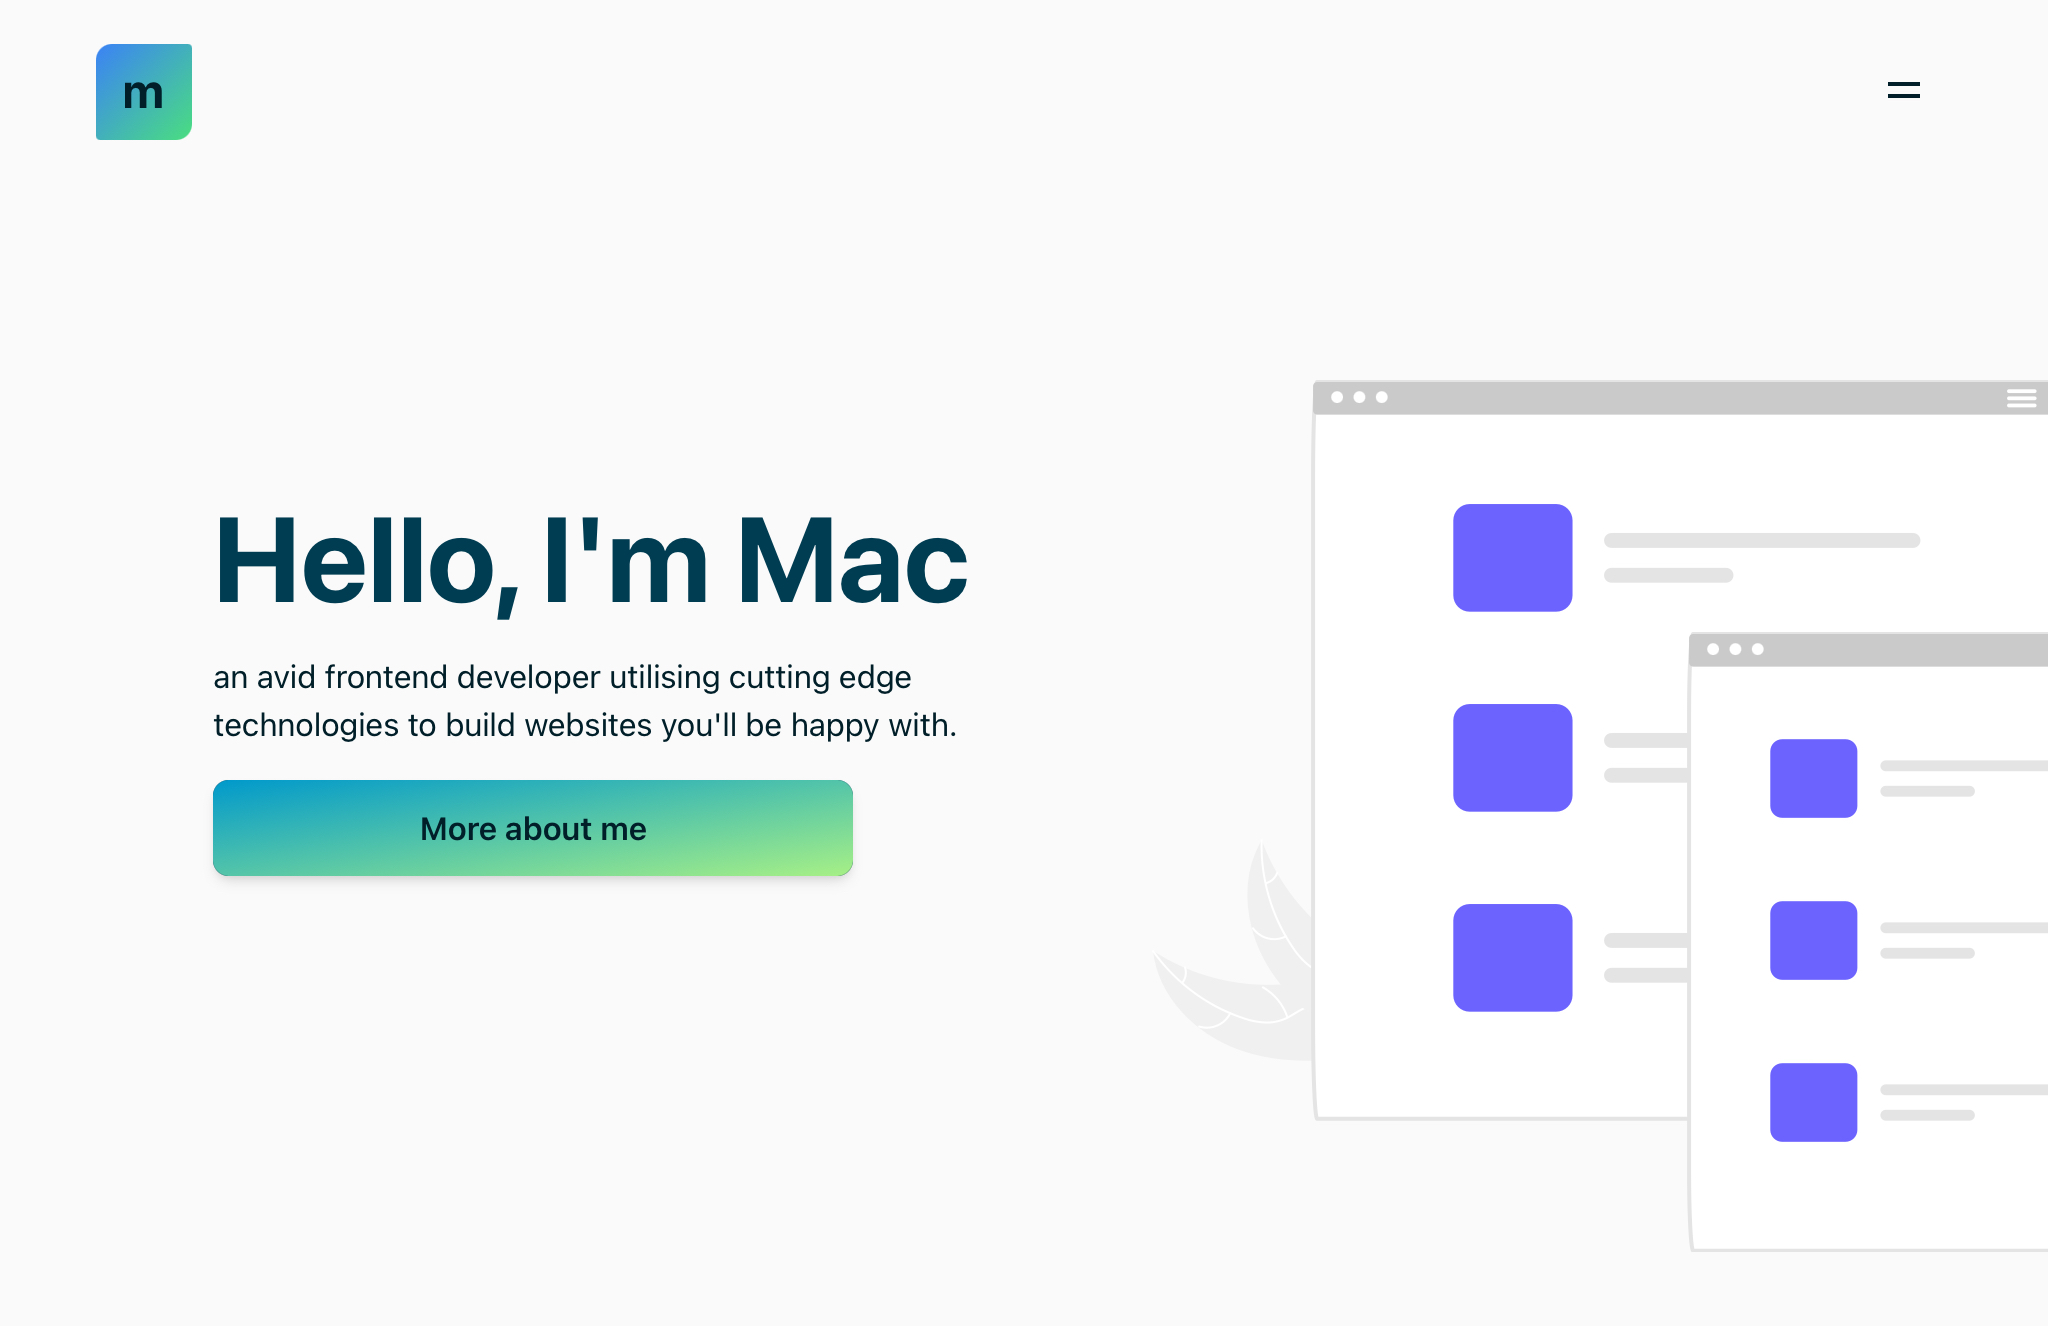 m
Hello, I'm Mac
an avid frontend developer utilising cutting edge
technologies to build websites you'll be happy with.
More about me